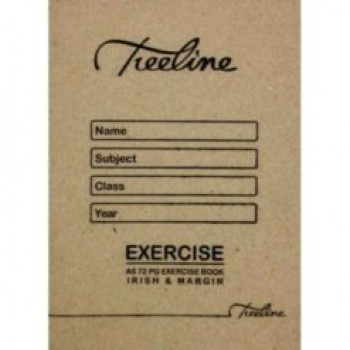 Treeline
Name
Subject
Class
Year
EXERCISE
A5 72 PG EXERCISE BOOK
IRISH & MARGIN
Treeline